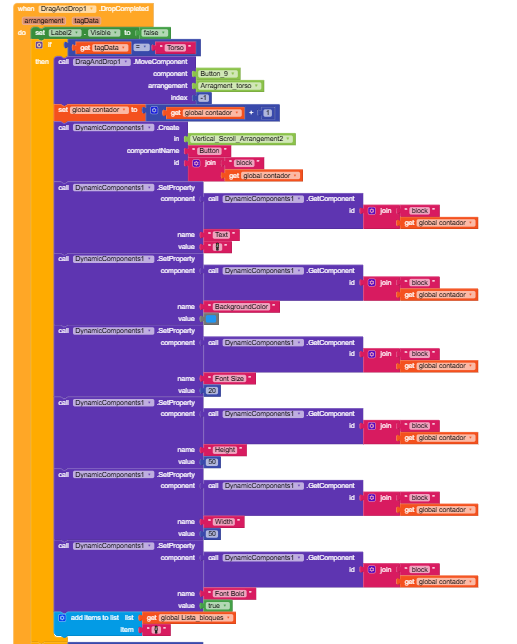 when DragAndDrop1 .DropCompleted
arrangement tagData
do set Label2 . Visible to false
if get tagData = " Torso "
then call DragAndDrop1 .MoveComponent
component Button_9
arrangement Arragment_torso
index -1
set global contador to get global contador + 1
call DynamicComponents1 .Create
in Vertical_Scroll_Arrangement2
componentName " Button "
id join " block "
get global contador
call DynamicComponents1 .SetProperty
component call DynamicComponents1 .GetComponent
id join " block "
get global contador
name " Text "
value
call DynamicComponents1 .SetProperty
component call DynamicComponents1 .GetComponent
id join " block "
get global contador
name " BackgroundColor "
value
call DynamicComponents1 .SetProperty
component call DynamicComponents1 .GetComponent
id join " block "
get global contador
name " Font Size "
value 20
call DynamicComponents1 .SetProperty
component call DynamicComponents1 .GetComponent
id join " block "
get global contador
name " Height "
value 50
call DynamicComponents1 .SetProperty
component call DynamicComponents1 .GetComponent
id join " block "
get global contador
name " Width "
value 50
call DynamicComponents1 .SetProperty
component call DynamicComponents1 .GetComponent
id join " block "
get global contador
name " Font Bold "
value true
add items to list list get global Lista_bloques
item